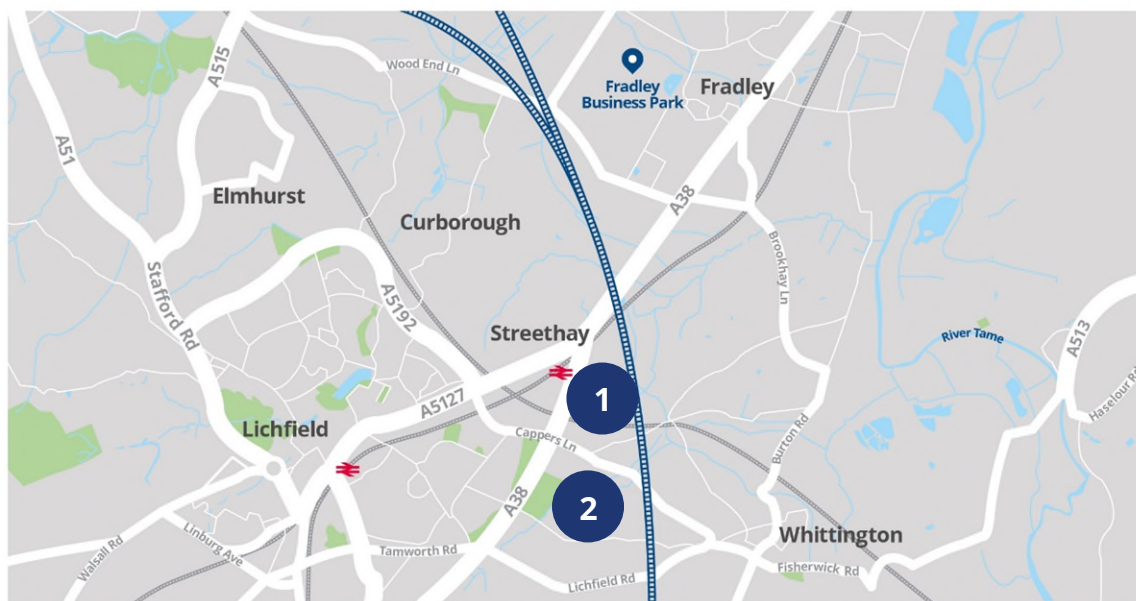 Wood End Ln
Fradley
Business Park
Fradley
A515
A51
Elmhurst
A38
Curborough
Brookhay Ln
Stafford Rd
A5192
Streethay
River Tame
A513
Haselour Rd
1
A5127
Lichfield
Cappers Ln
Burton Rd
A38
2
Whittington
Walsall Rd
Linburg Ave
Tamworth Rd
Lichfield Rd
Fisherwick Rd